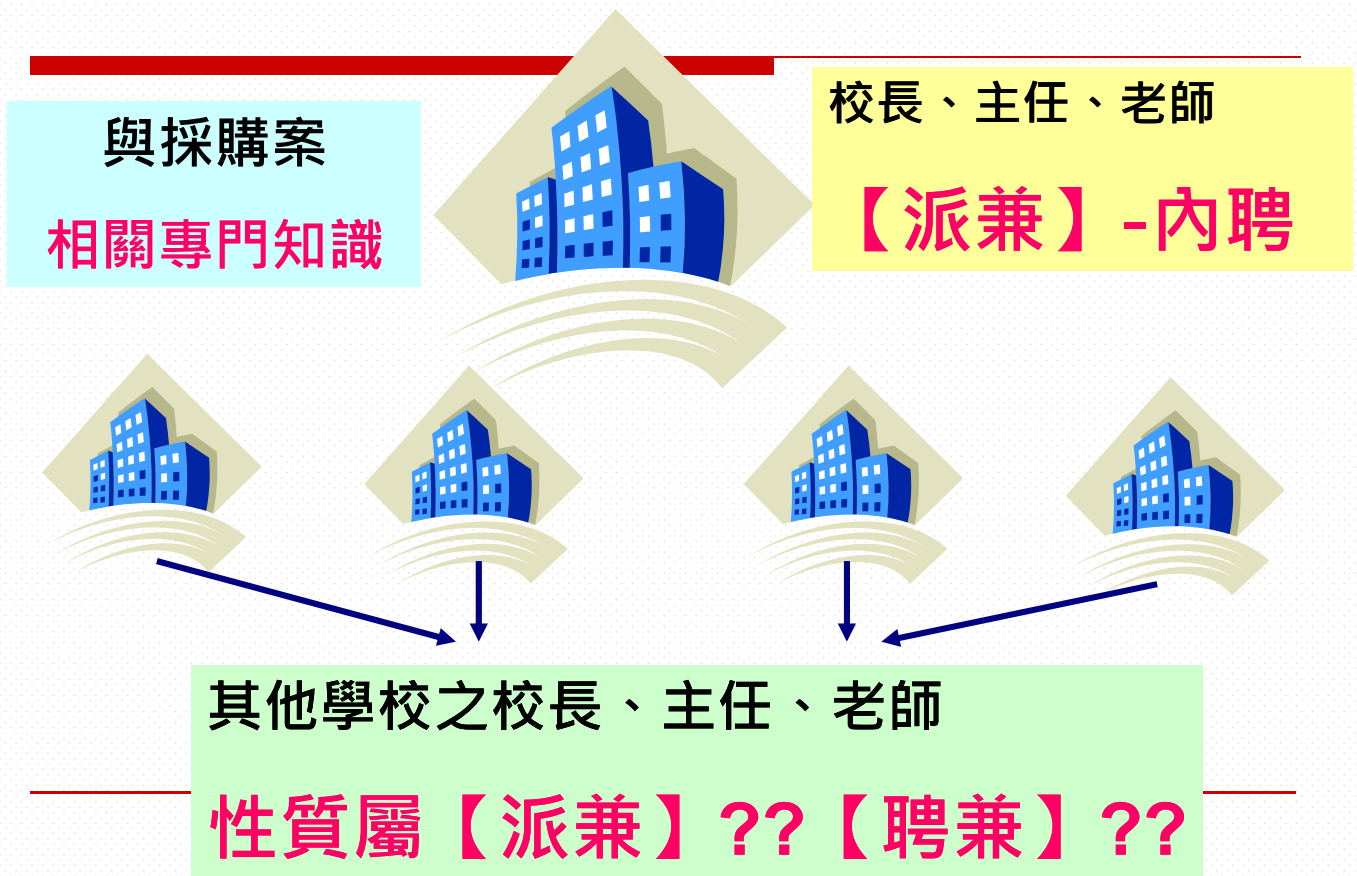 與採購案
相關專門知識
校長、主任、老師
【派兼】-內聘
其他學校之校長、主任、老師
性質屬【派兼】??【聘兼】??